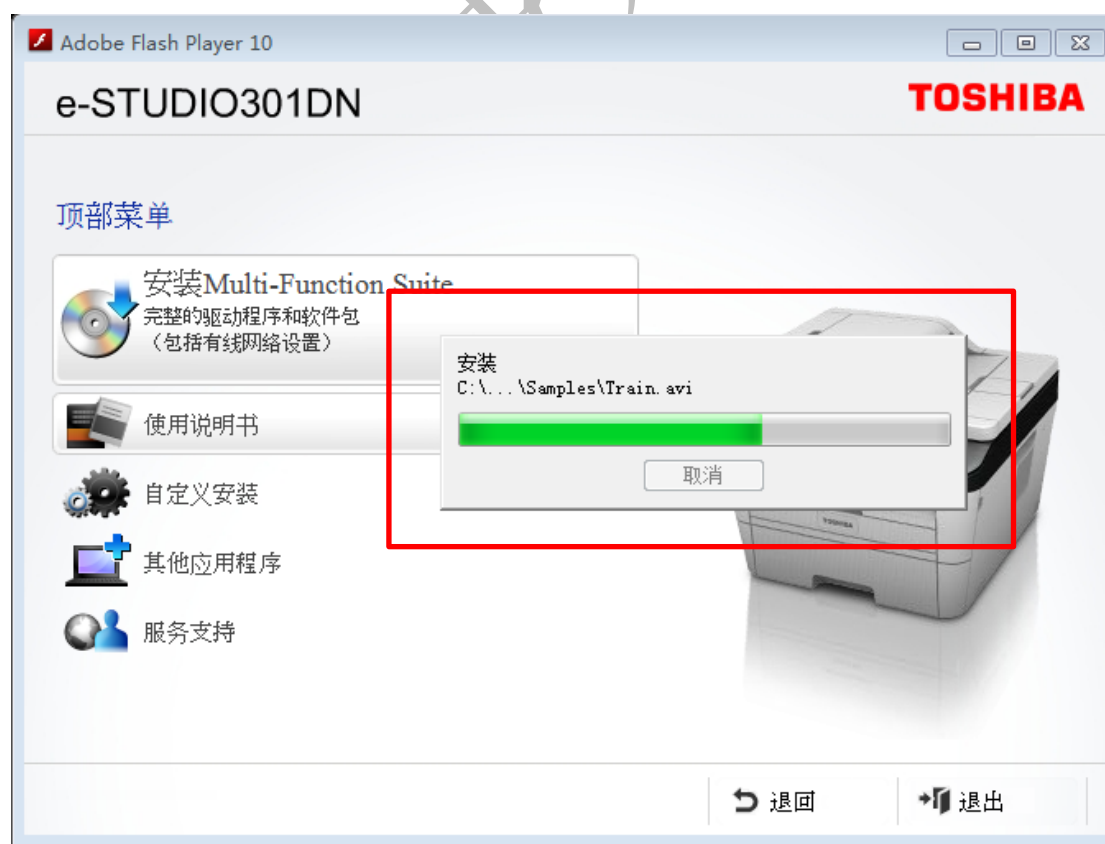 Adobe Flash Player 10
e-STUDIO301DN
TOSHIBA
顶部菜单
安装Multi-Function Suite
完整的驱动程序和软件包
（包括有线网络设置）
安装
C:\...\Samples\Train.avi
取消
使用说明书
自定义安装
其他应用程序
服务支持
TOSHIBA
退回
退出